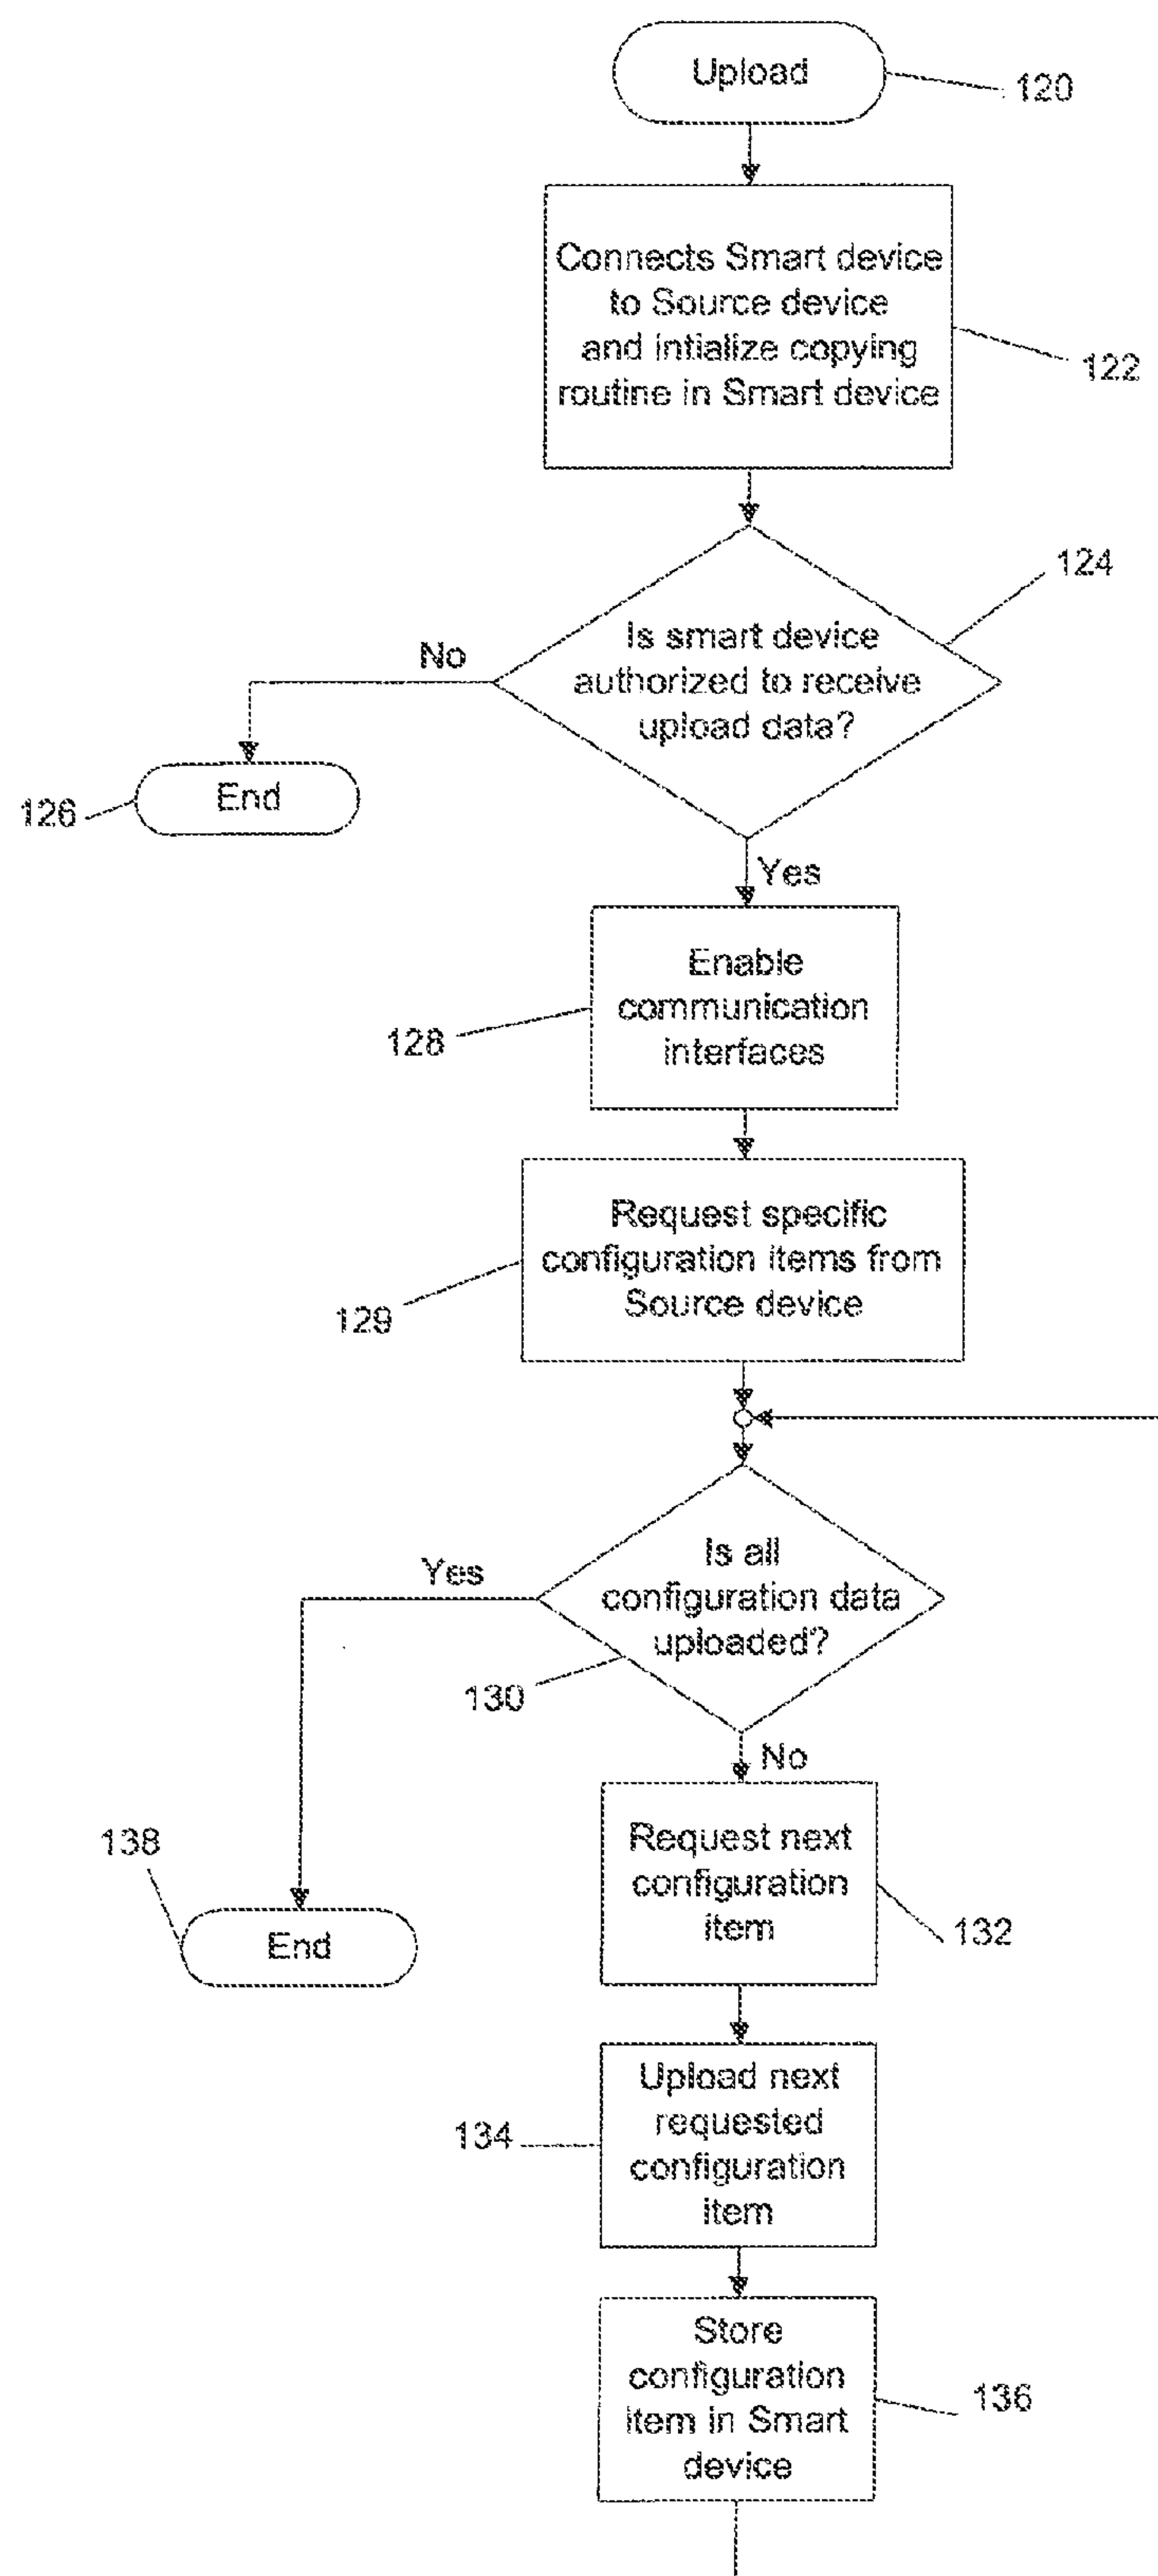 Upload
120
Connects Smart device
to Source device
and intialize copying
routine in Smart device
122
124
Is smart device
authorized to receive
upload data?
No
End
126
Yes
Enable
communication
interfaces
128
Request specific
configuration items from
Source device
129
Is all
configuration data
uploaded?
Yes
130
No
138
End
Request next
configuration
item
132
Upload next
requested
configuration
item
134
Store
configuration
item in Smart
device
136